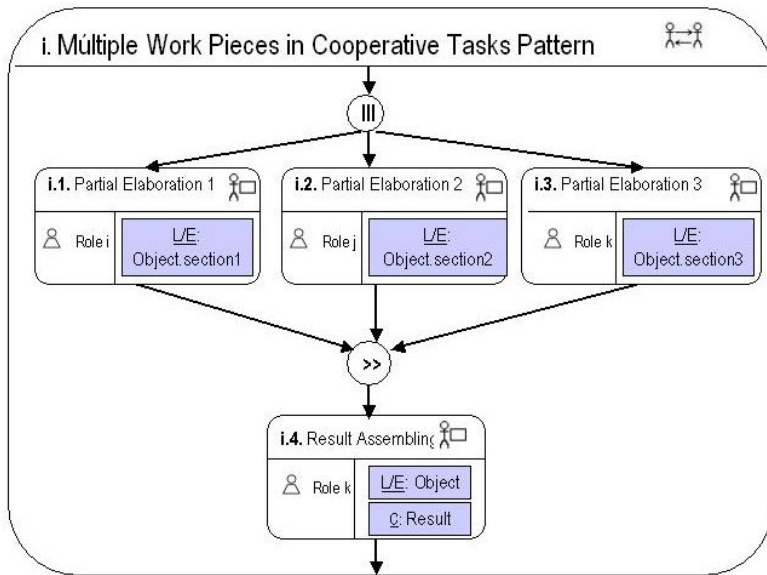 i. Múltiple Work Pieces in Cooperative Tasks Pattern
III
i.1. Partial Elaboration 1
Role i
L/E:
Object.section1
i.2. Partial Elaboration 2
Role j
L/E:
Object.section2
i.3. Partial Elaboration 3
Role k
L/E:
Object.section3
>>
i.4. Result Assembling
Role k
L/E: Object
C: Result